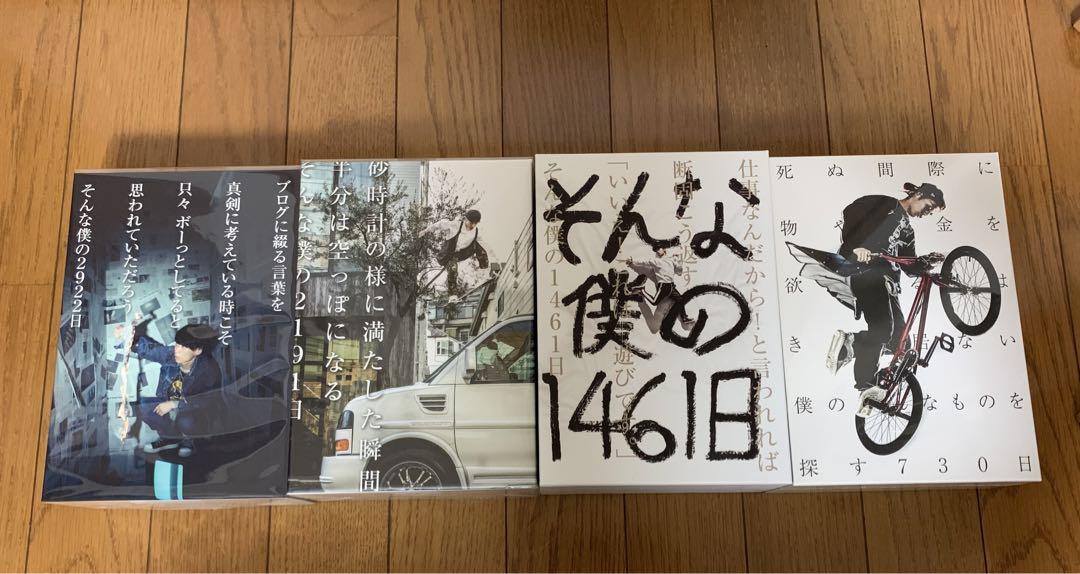 ブログに綴る言葉を
真剣に考えている時こそ
只々 ボーっとしてると
思われていただろう
そんな僕の2922日
砂時計の様に満たした瞬間
半分は空っぽになる
そんな僕の2191日
そんな
僕の
1461日
仕事なんだから!と言われれば
断固こう返す
「いい 遊びで 」
そんな僕の1461日
死ぬ間際に
物や金を
欲 は
き ない
僕の なものを
探す730日